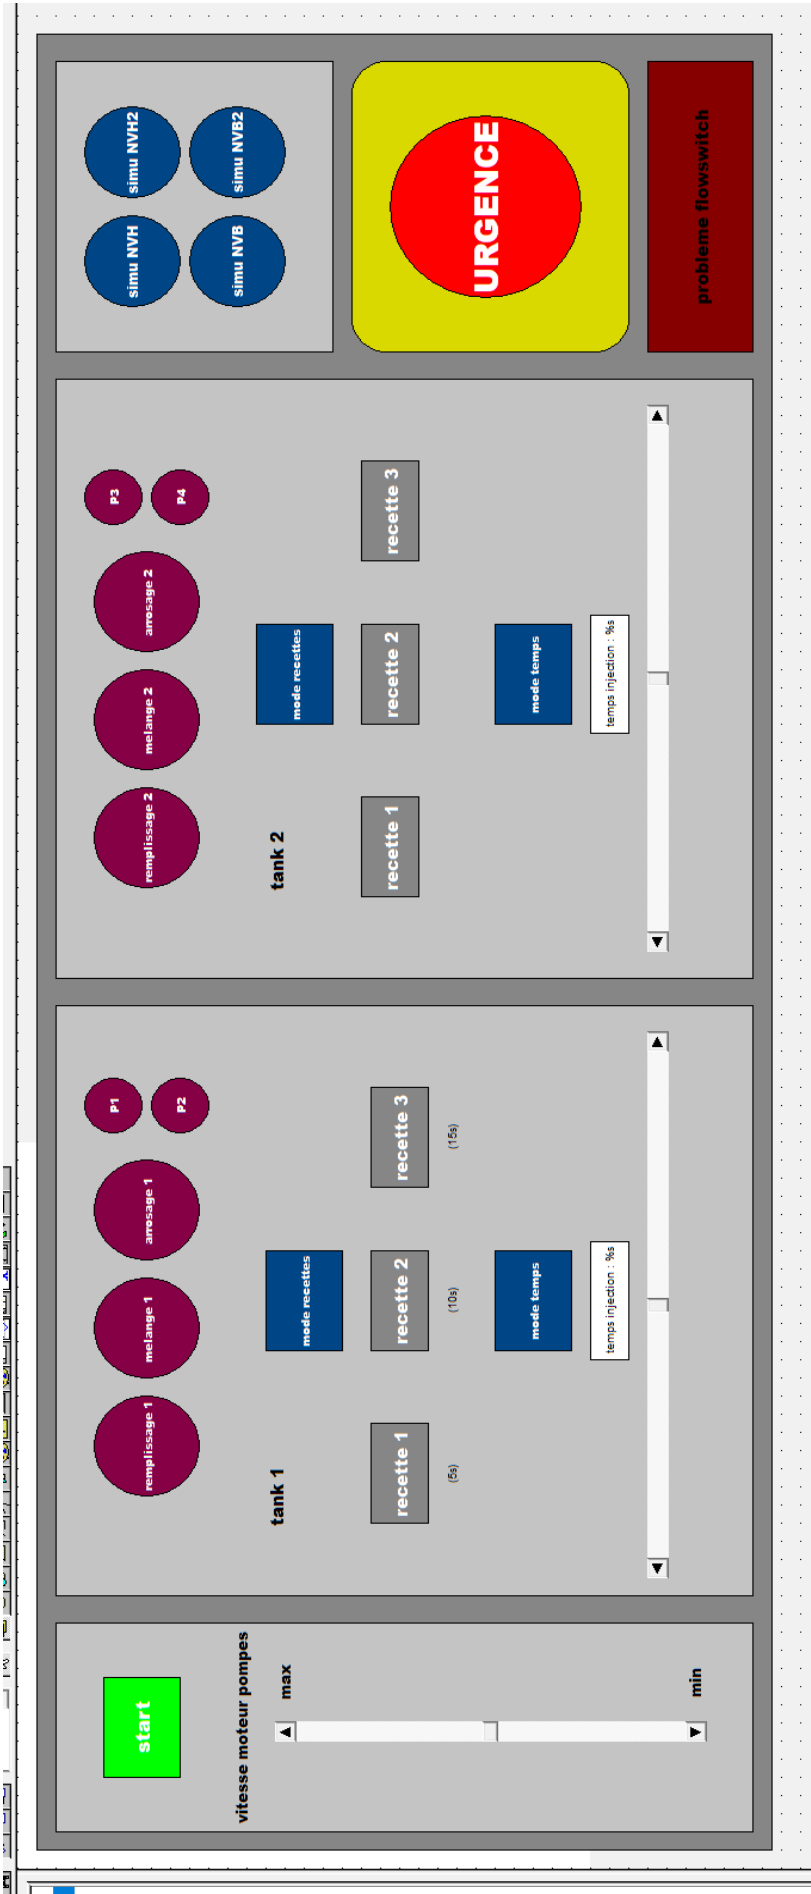 start
vitesse moteur pompes
max
min
remplissage 1
melange 1
arrosage 1
P1
P2
tank 1
mode recettes
recette 1
recette 2
recette 3
(5s)
(10s)
(15s)
mode temps
temps injection : %s
remplissage 2
melange 2
arrosage 2
P3
P4
tank 2
mode recettes
recette 1
recette 2
recette 3
mode temps
temps injection : %s
simu NVH
simu NVH2
simu NVB
simu NVB2
URGENCE
probleme flowswitch